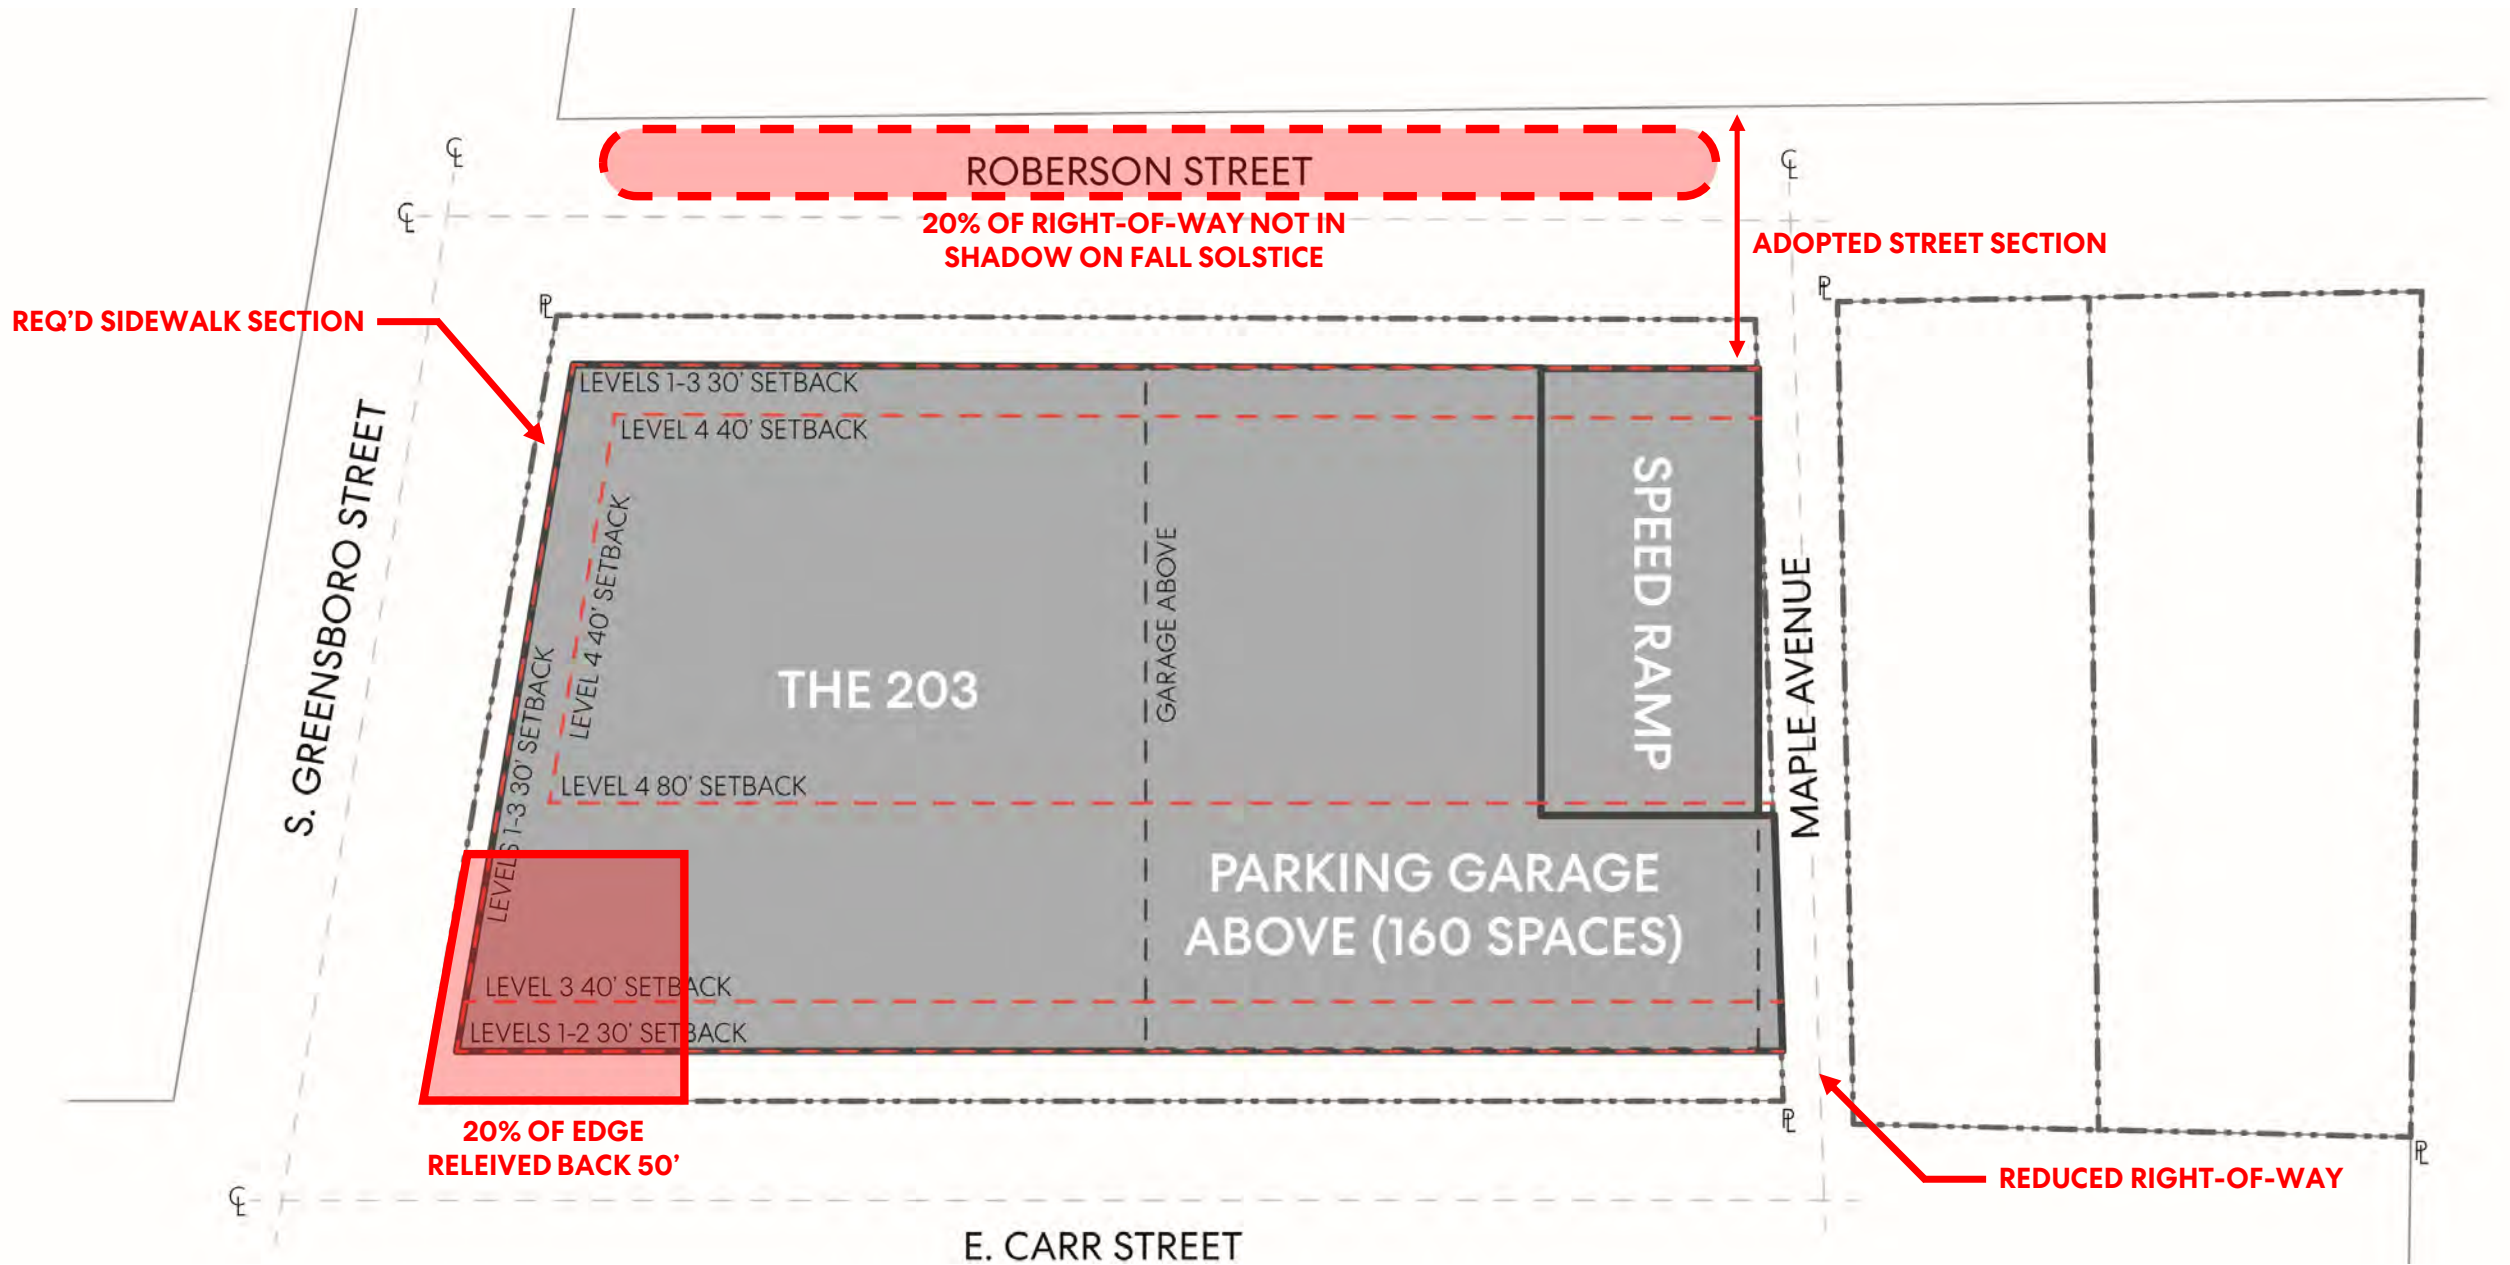 ℄
℄
ROBERSON STREET
℄
20% OF RIGHT-OF-WAY NOT IN
SHADOW ON FALL SOLSTICE
ADOPTED STREET SECTION
REQ'D SIDEWALK SECTION
PL
PL
LEVELS 1-3 30' SETBACK
LEVEL 4 40' SETBACK
S. GREENSBORO STREET
LEVELS 1-3 30' SETBACK
LEVEL 4 40' SETBACK
THE 203
GARAGE ABOVE
SPEED RAMP
MAPLE AVENUE
LEVEL 4 80' SETBACK
PARKING GARAGE
ABOVE (160 SPACES)
LEVEL 3 40' SETBACK
LEVELS 1-2 30' SETBACK
20% OF EDGE
RELEIVED BACK 50'
PL
PL
REDUCED RIGHT-OF-WAY
℄
E. CARR STREET